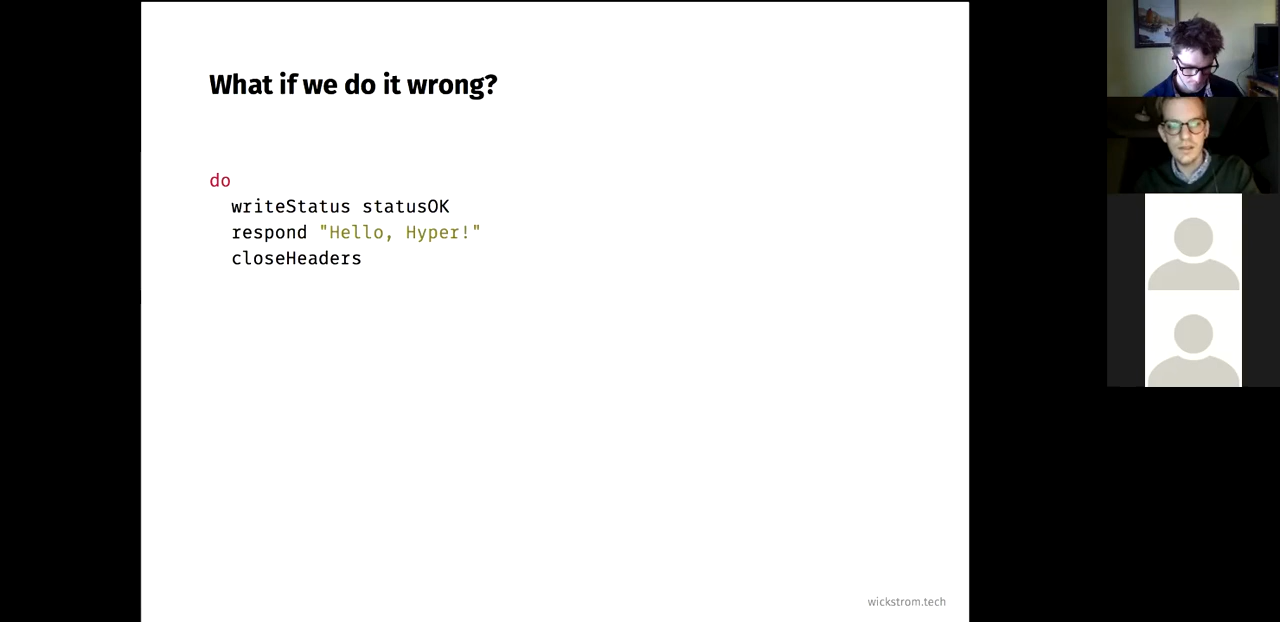 What if we do it wrong?
do
writeStatus statusOK
respond "Hello, Hyper!"
closeHeaders
wickstrom.tech